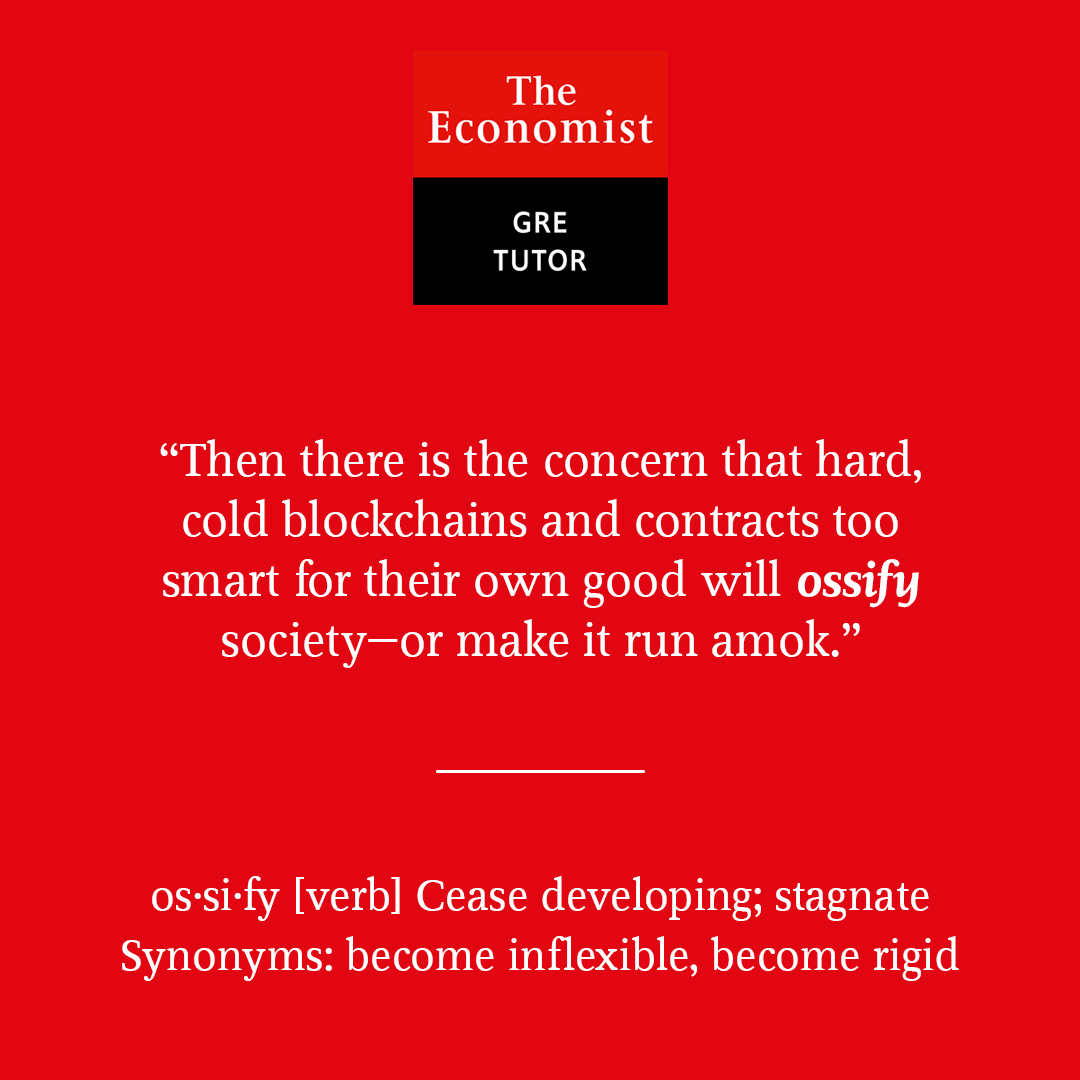 The
Economist
GRE
TUTOR
“Then there is the concern that hard,
cold blockchains and contracts too
smart for their own good will ossify
society—or make it run amok.”
os·si·fy [verb] Cease developing; stagnate
Synonyms: become inflexible, become rigid